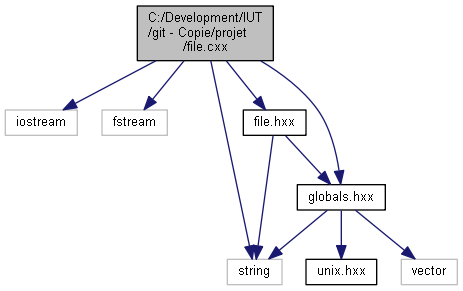 C:/Development/IUT
/git - Copie/projet
/file.cxx
iostream
fstream
file.hxx
globals.hxx
string
unix.hxx
vector